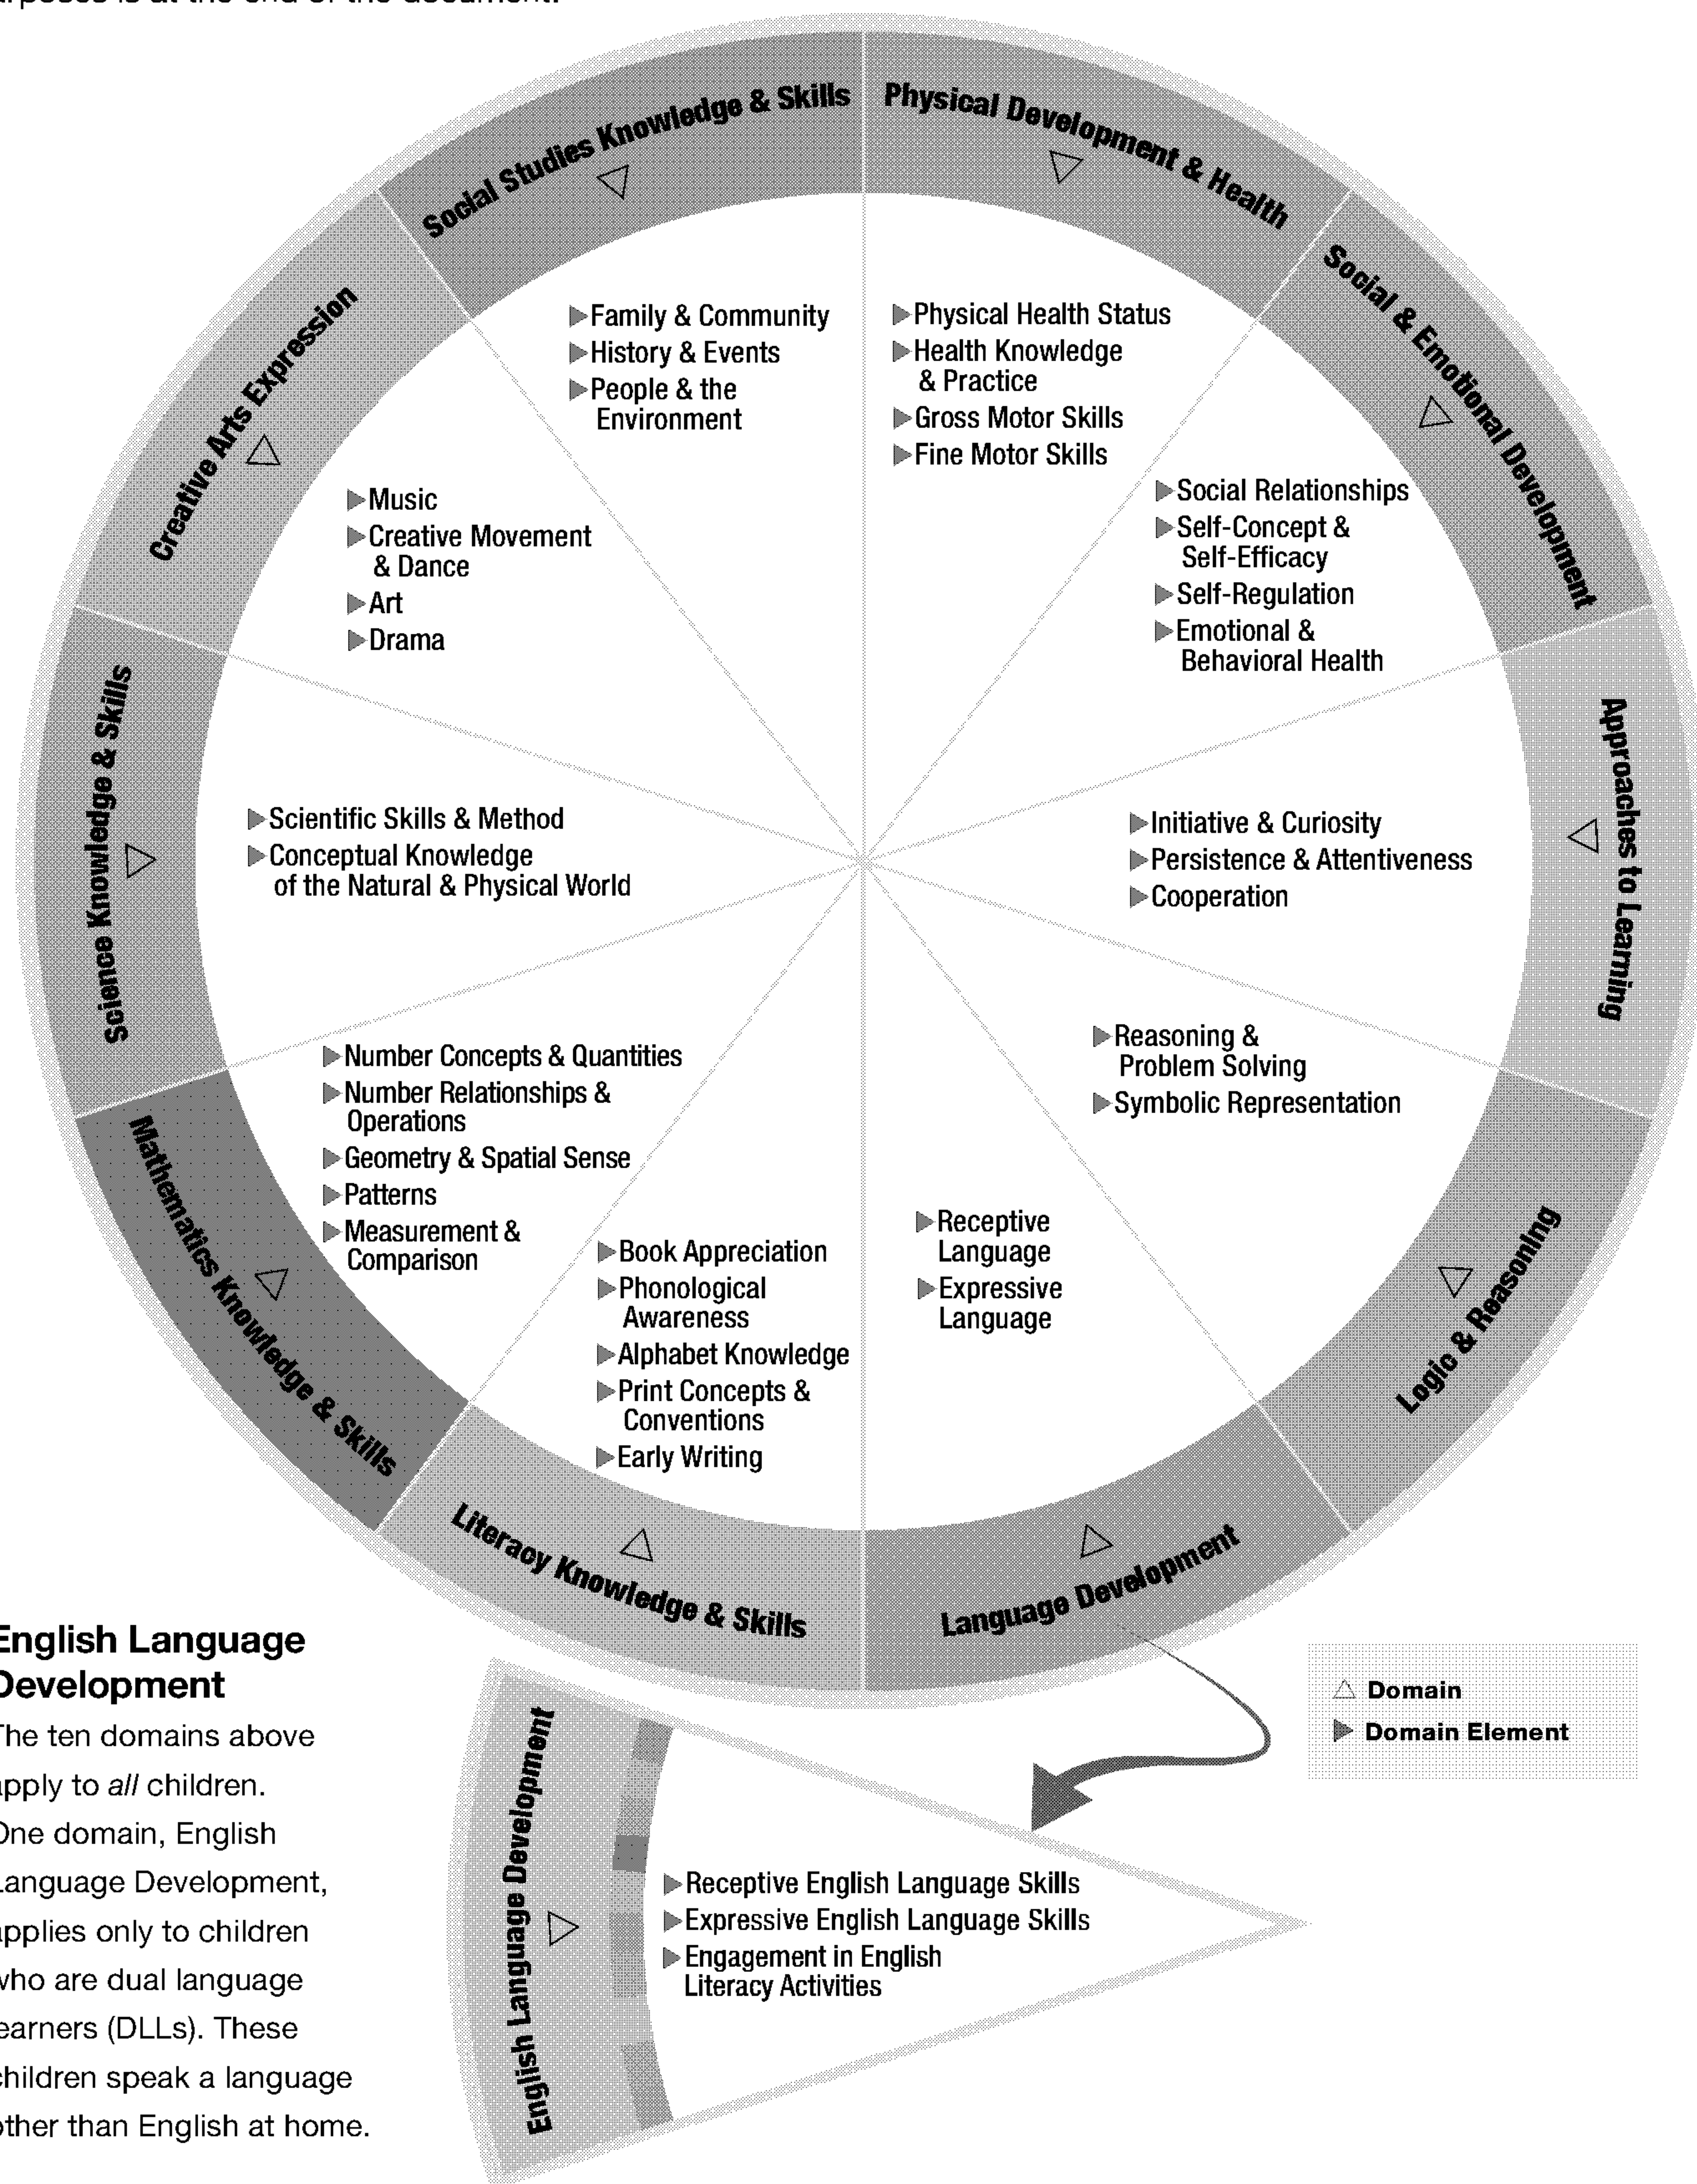 is at the end of the document.
Social Studies Knowledge & Skills
Family & Community
History & Events
People & the
Environment
Physical Development & Health
Physical Health Status
Health Knowledge
& Practice
Gross Motor Skills
Fine Motor Skills
Social & Emotional Development
Social Relationships
Self-Concept &
Self-Efficacy
Self-Regulation
Emotional &
Behavioral Health
Approaches to Learning
Initiative & Curiosity
Persistence & Attentiveness
Cooperation
Logic & Reasoning
Reasoning &
Problem Solving
Symbolic Representation
Language Development
Receptive
Language
Expressive
Language
Literacy Knowledge & Skills
Book Appreciation
Phonological
Awareness
Alphabet Knowledge
Print Concepts &
Conventions
Early Writing
Mathematics Knowledge & Skills
Number Concepts & Quantities
Number Relationships &
Operations
Geometry & Spatial Sense
Patterns
Measurement &
Comparison
Science Knowledge & Skills
Scientific Skills & Method
Conceptual Knowledge
of the Natural & Physical World
Creative Arts Expression
Music
Creative Movement
& Dance
Art
Drama
English Language
Development
The ten domains above
apply to all children.
One domain, English
Language Development,
applies only to children
who are dual language
learners (DLLs). These
children speak a language
other than English at home.
English Language Development
Receptive English Language Skills
Expressive English Language Skills
Engagement in English
Literacy Activities
Domain
Domain Element